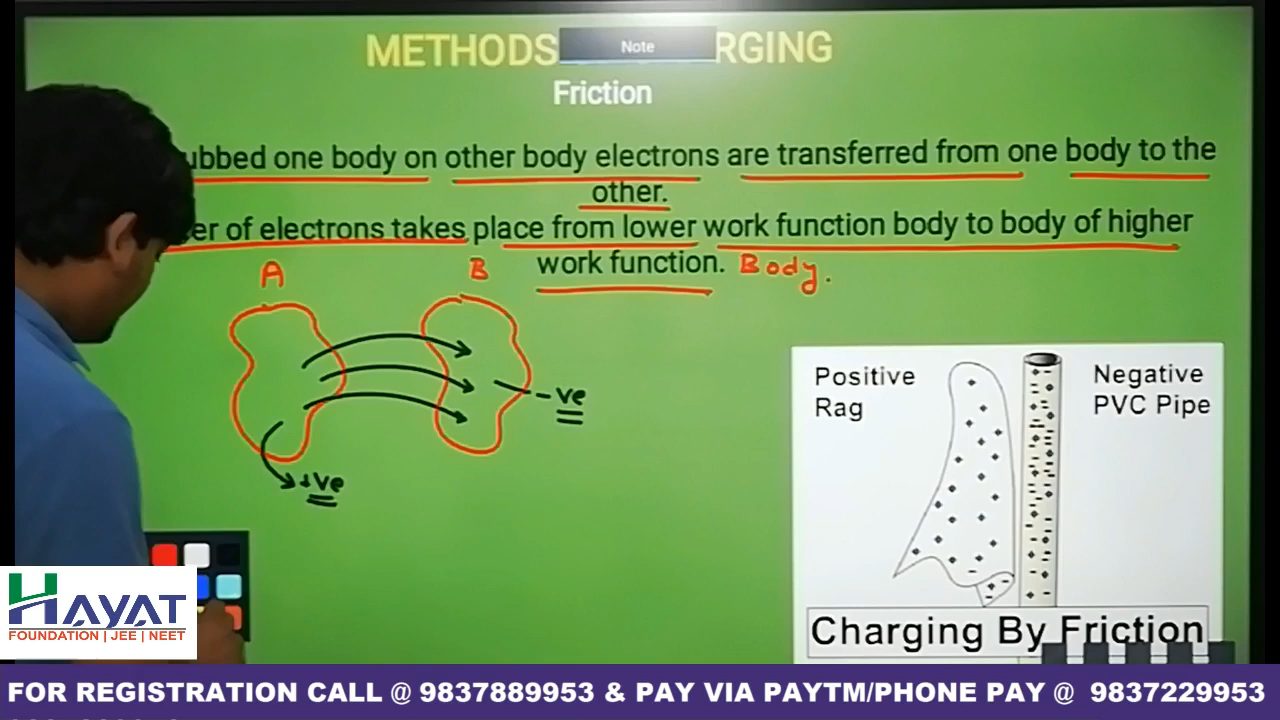 METHODS RGING
Note
Friction
ubbed one body on other body electrons are transferred from one body to the
other.
er of electrons takes place from lower work function body to body of higher
work function. Body.
A B
-ve
+ve
Positive
Rag
Negative
PVC Pipe
Charging By Friction
HAYAT
FOUNDATION | JEE | NEET
FOR REGISTRATION CALL @ 9837889953 & PAY VIA PAYTM/PHONE PAY @ 9837229953